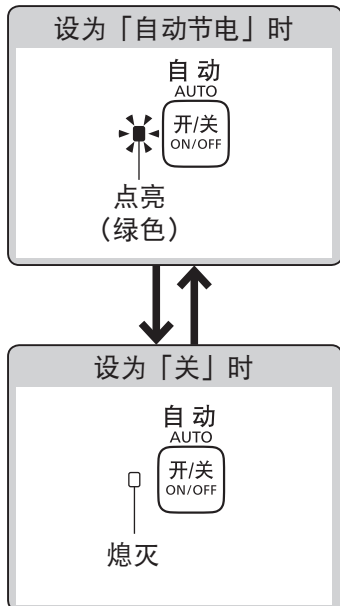 设为「自动节电」时
自动
AUTO
开/关
ON/OFF
点亮
（绿色）
设为「关」时
自动
AUTO
开/关
ON/OFF
熄灭